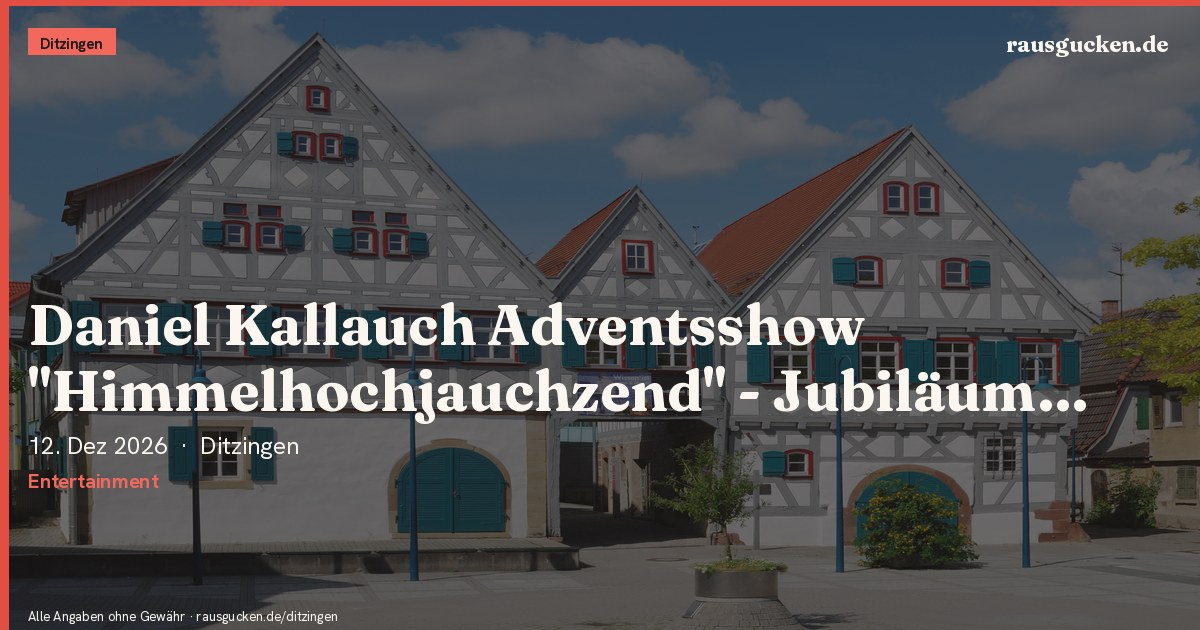 Ditzingen
rausgucken.de
Daniel Kallauch Adventsshow
"Himmelhochjauchzend" - Jubiläum...
12. Dez 2026 · Ditzingen
Entertainment
Alle Angaben ohne Gewähr · rausgucken.de/ditzingen